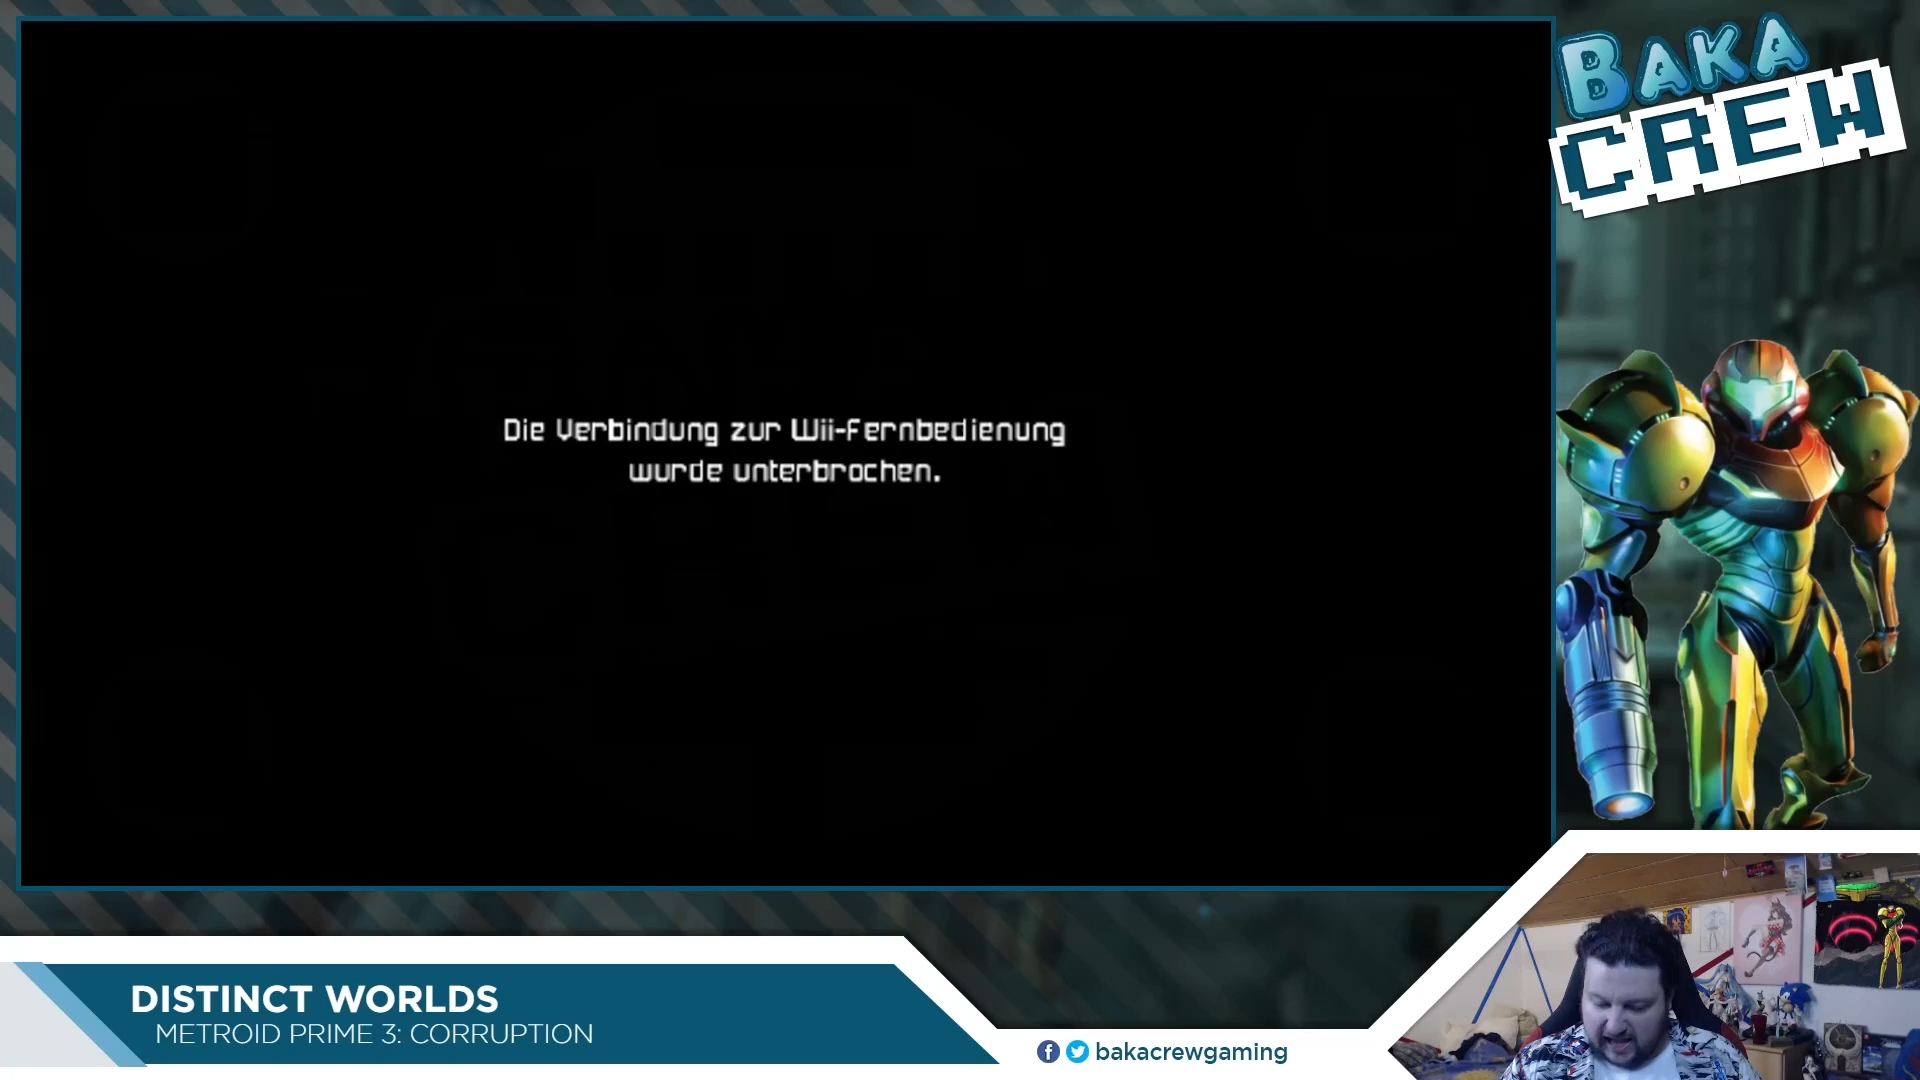 BAKA
CREW
Die Verbindung zur Wii-Fernbedienung
wurde unterbrochen.
DISTINCT WORLDS
METROID PRIME 3: CORRUPTION
bakacrewgaming